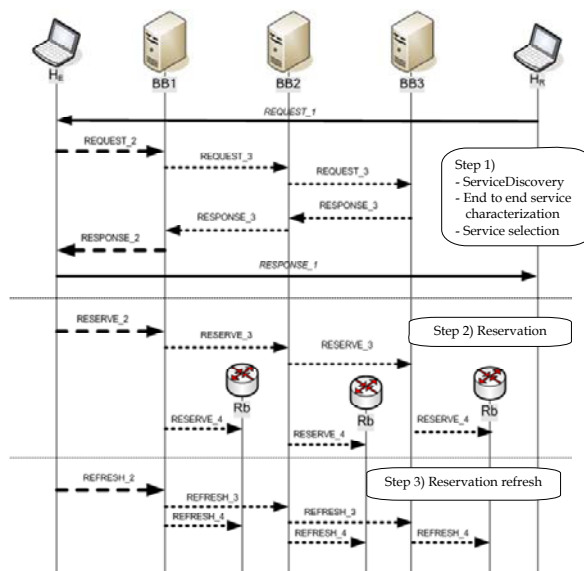 H_E
BB1
BB2
BB3
H_R
REQUEST_1
REQUEST_2
REQUEST_3
REQUEST_3
Step 1)
- ServiceDiscovery
- End to end service
characterization
- Service selection
RESPONSE_3
RESPONSE_3
RESPONSE_2
RESPONSE_1
RESERVE_2
Step 2) Reservation
RESERVE_3
RESERVE_3
Rb
Rb
Rb
RESERVE_4
RESERVE_4
RESERVE_4
REFRESH_2
Step 3) Reservation refresh
REFRESH_3
REFRESH_3
REFRESH_4
REFRESH_4
REFRESH_4